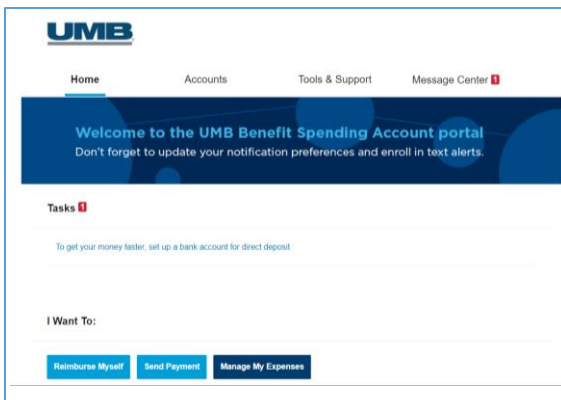 UMB
Home Accounts Tools & Support Message Center 1
Welcome to the UMB Benefit Spending Account portal
Don't forget to update your notification preferences and enroll in text alerts.
Tasks 1
To get your money faster, set up a bank account for direct deposit
I Want To:
Reimburse Myself Send Payment Manage My Expenses